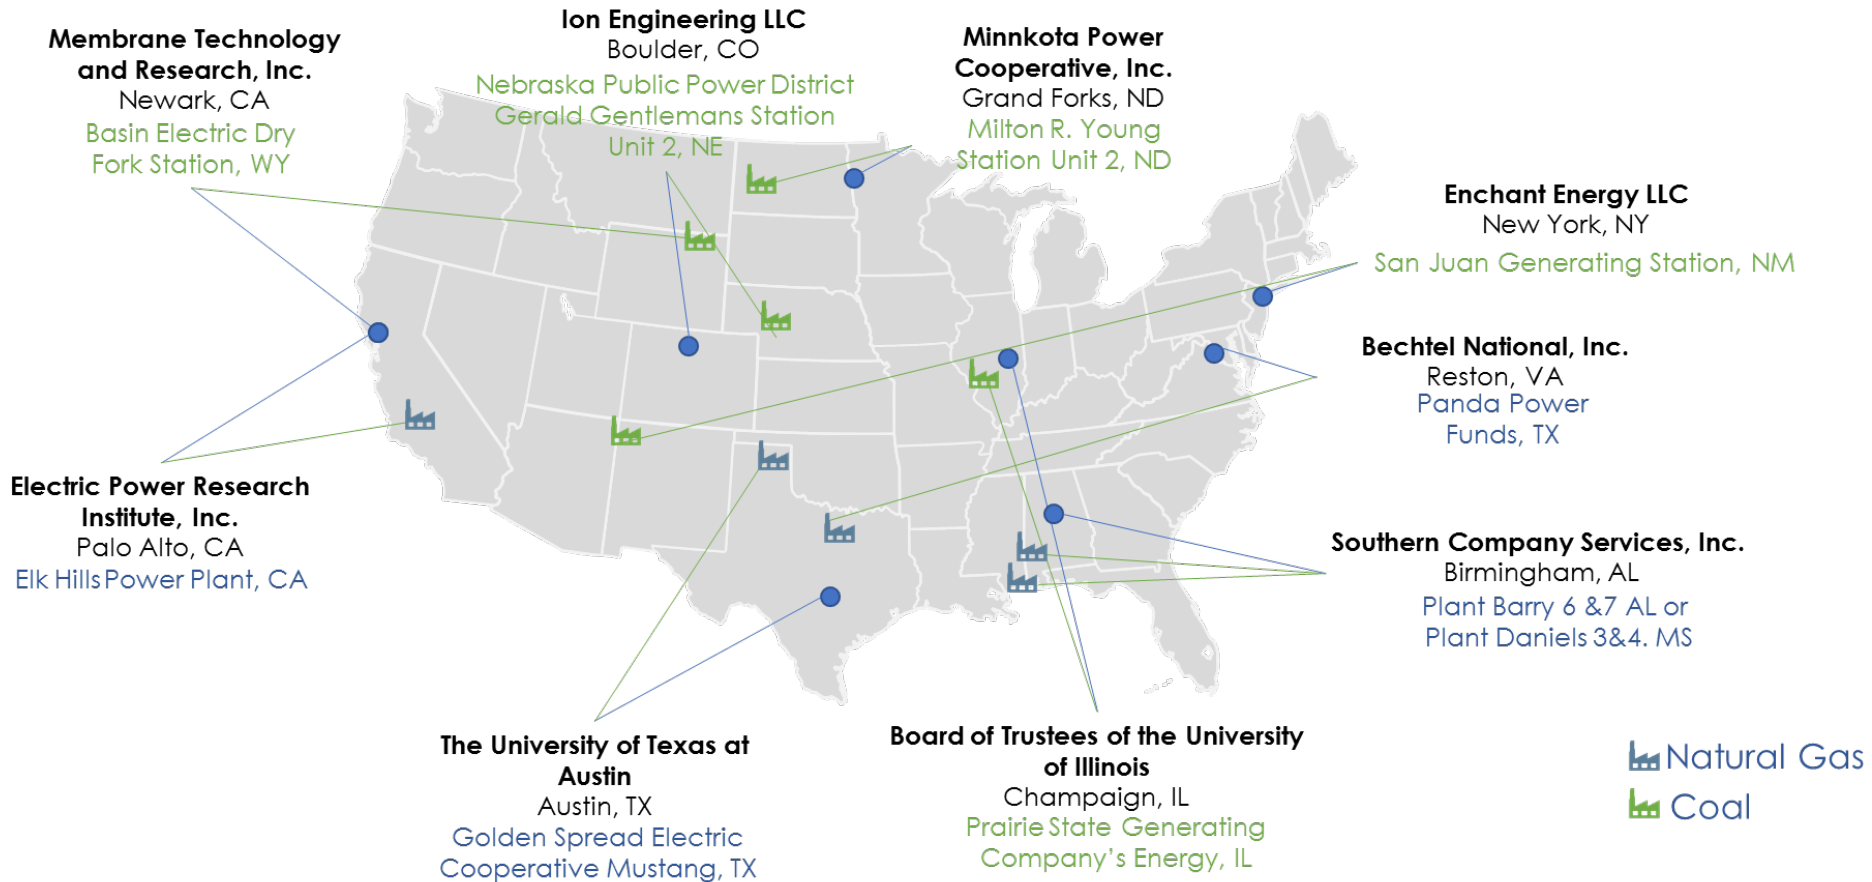 Membrane Technology
and Research, Inc.
Newark, CA
Basin Electric Dry
Fork Station, WY
Ion Engineering LLC
Boulder, CO
Nebraska Public Power District
Gerald Gentlemans Station
Unit 2, NE
Minnkota Power
Cooperative, Inc.
Grand Forks, ND
Milton R. Young
Station Unit 2, ND
Enchant Energy LLC
New York, NY
San Juan Generating Station, NM
Bechtel National, Inc.
Reston, VA
Panda Power
Funds, TX
Electric Power Research
Institute, Inc.
Palo Alto, CA
Elk Hills Power Plant, CA
Southern Company Services, Inc.
Birmingham, AL
Plant Barry 6 &7 AL or
Plant Daniels 3&4. MS
The University of Texas at
Austin
Austin, TX
Golden Spread Electric
Cooperative Mustang, TX
Board of Trustees of the University
of Illinois
Champaign, IL
Prairie State Generating
Company’s Energy, IL
Natural Gas
Coal